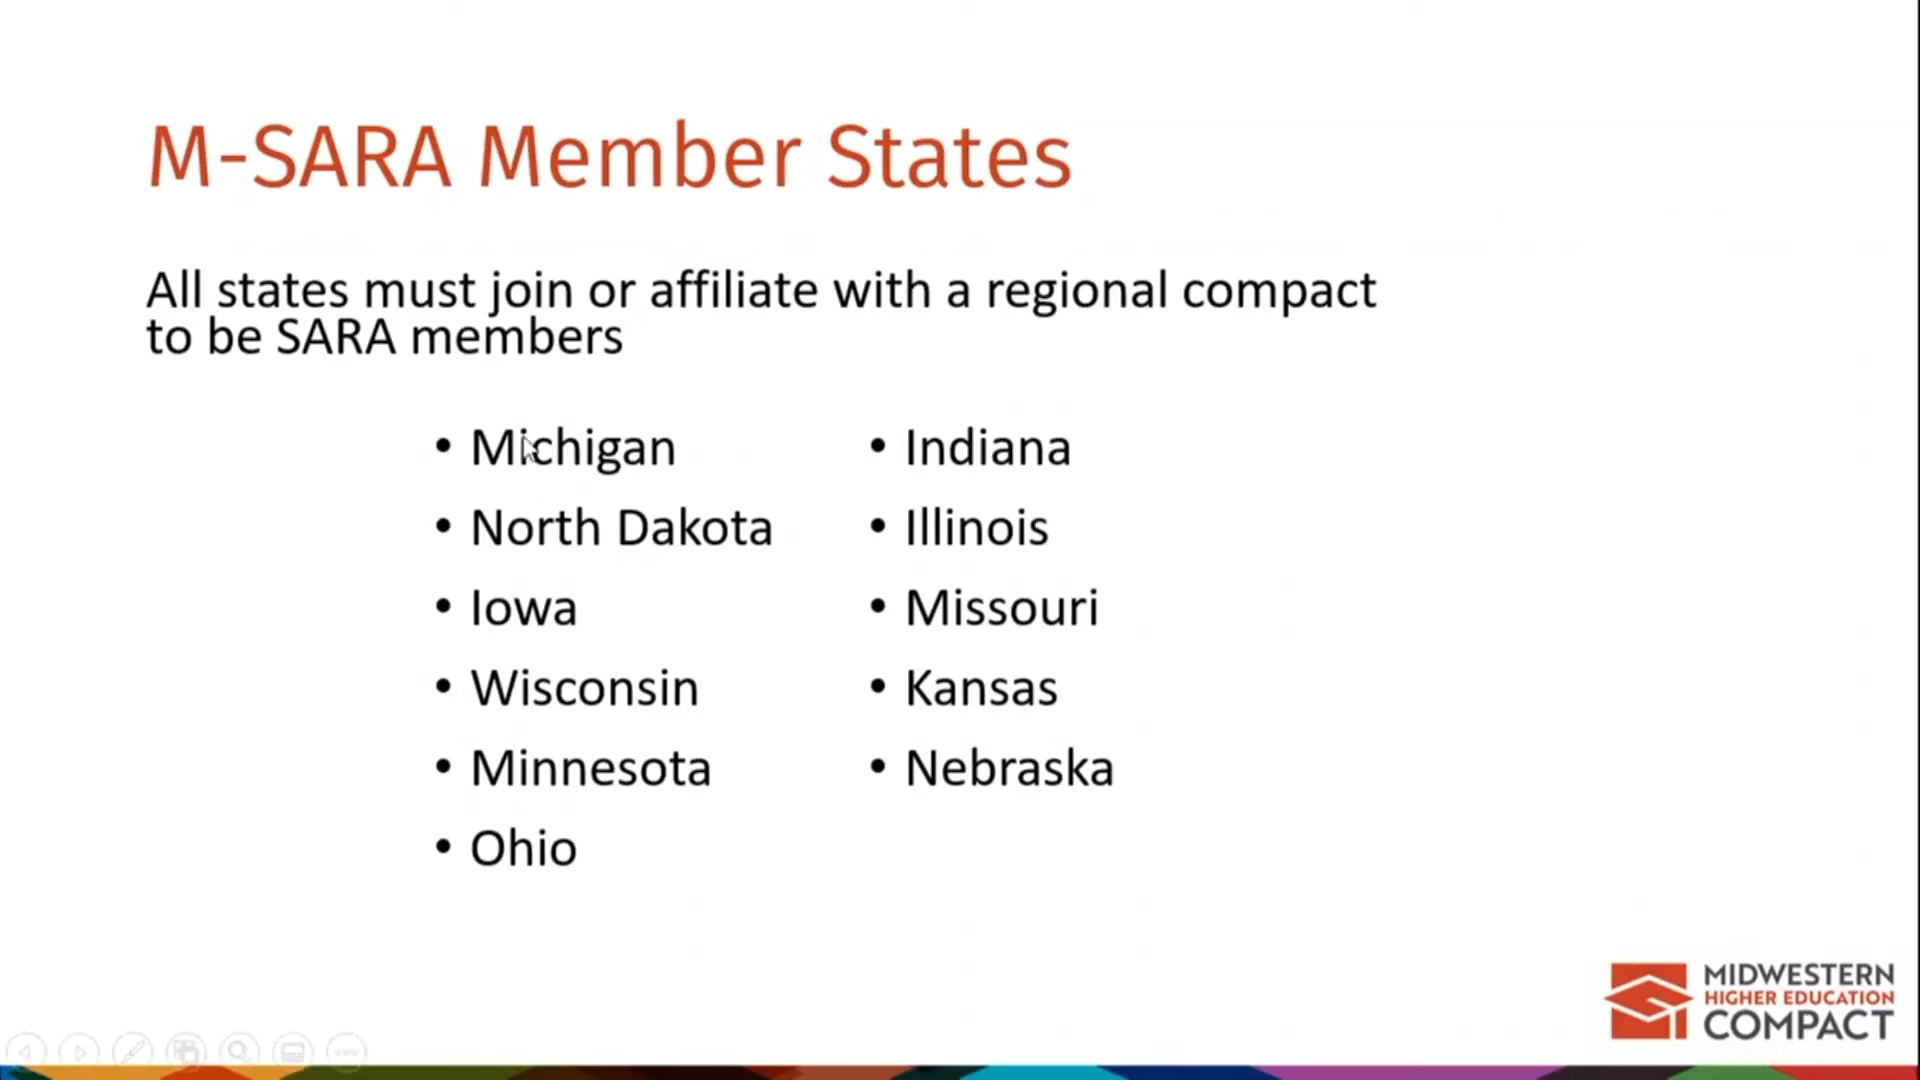 M-SARA Member States
All states must join or affiliate with a regional compact
to be SARA members
• Michigan
• North Dakota
• Iowa
• Wisconsin
• Minnesota
• Ohio
• Indiana
• Illinois
• Missouri
• Kansas
• Nebraska
MIDWESTERN
HIGHER EDUCATION
COMPACT